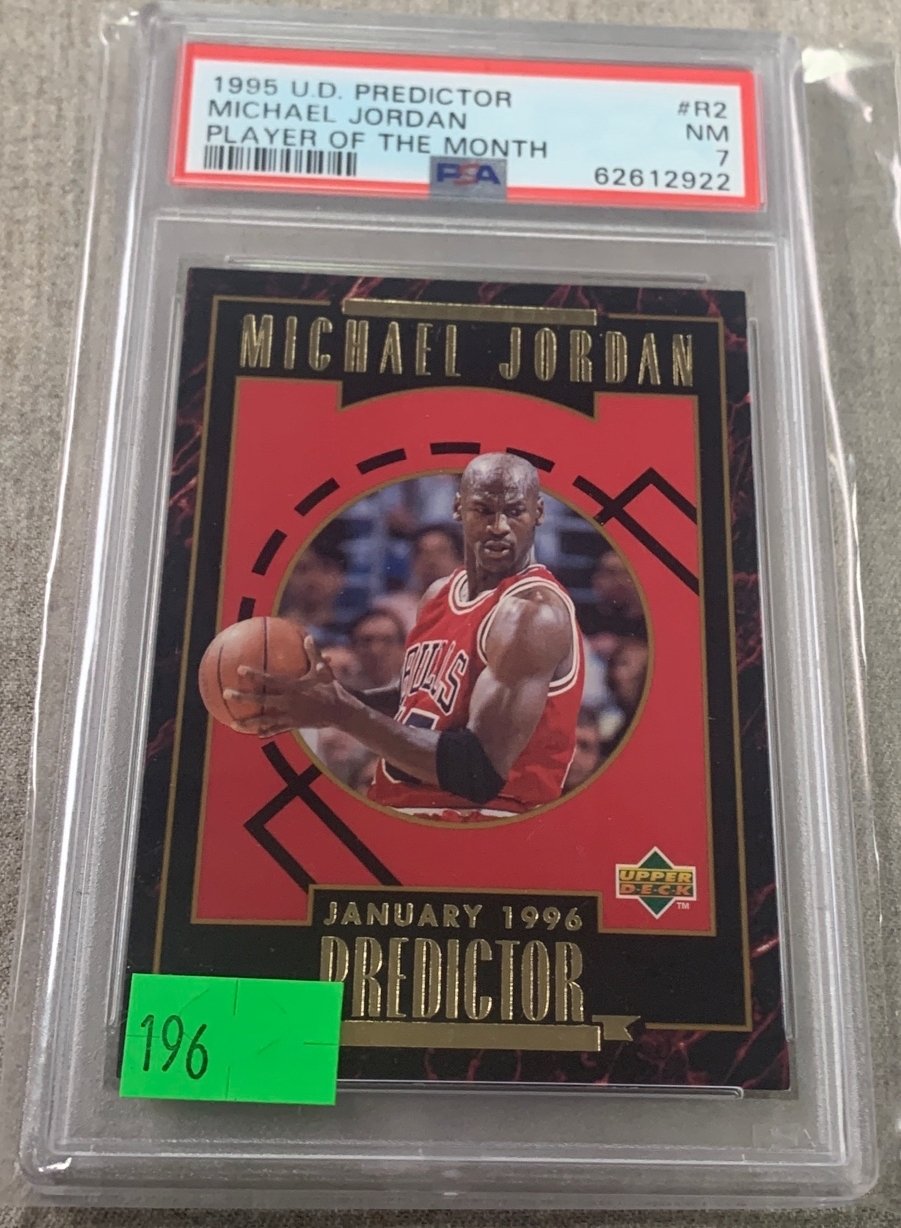 1995 U.D. PREDICTOR #R2
MICHAEL JORDAN NM
PLAYER OF THE MONTH 7
PSA 62612922
MICHAEL JORDAN
BULLS
UPPER
D·E·C·K
TM
JANUARY 1996
PREDICTOR
196